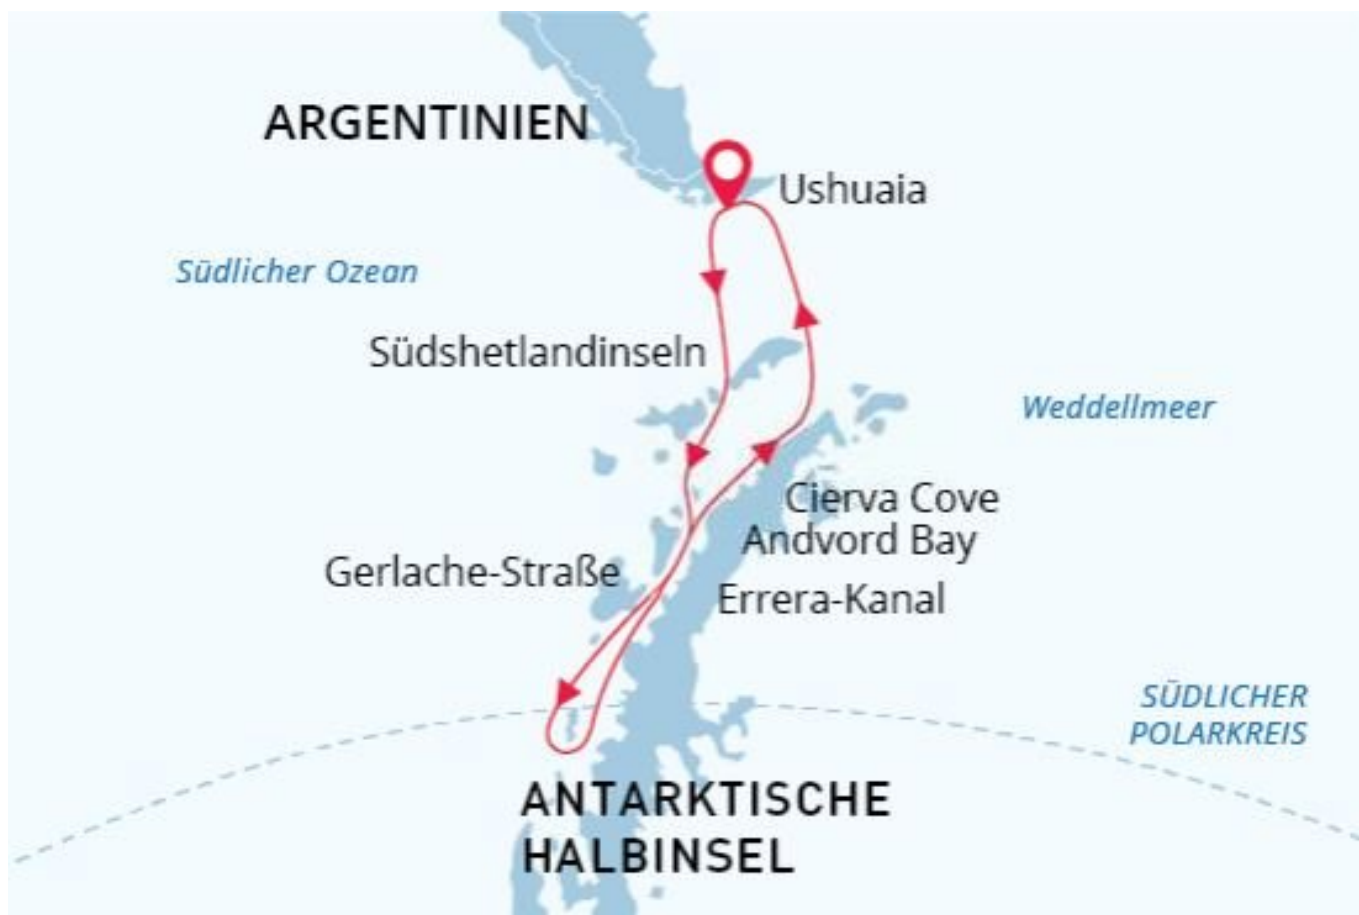 ARGENTINIEN
Ushuaia
Südlicher Ozean
Südshetlandinseln
Weddellmeer
Cierva Cove
Andvord Bay
Gerlache-Straße
Errera-Kanal
SÜDLICHER
POLARKREIS
ANTARKTISCHE
HALBINSEL